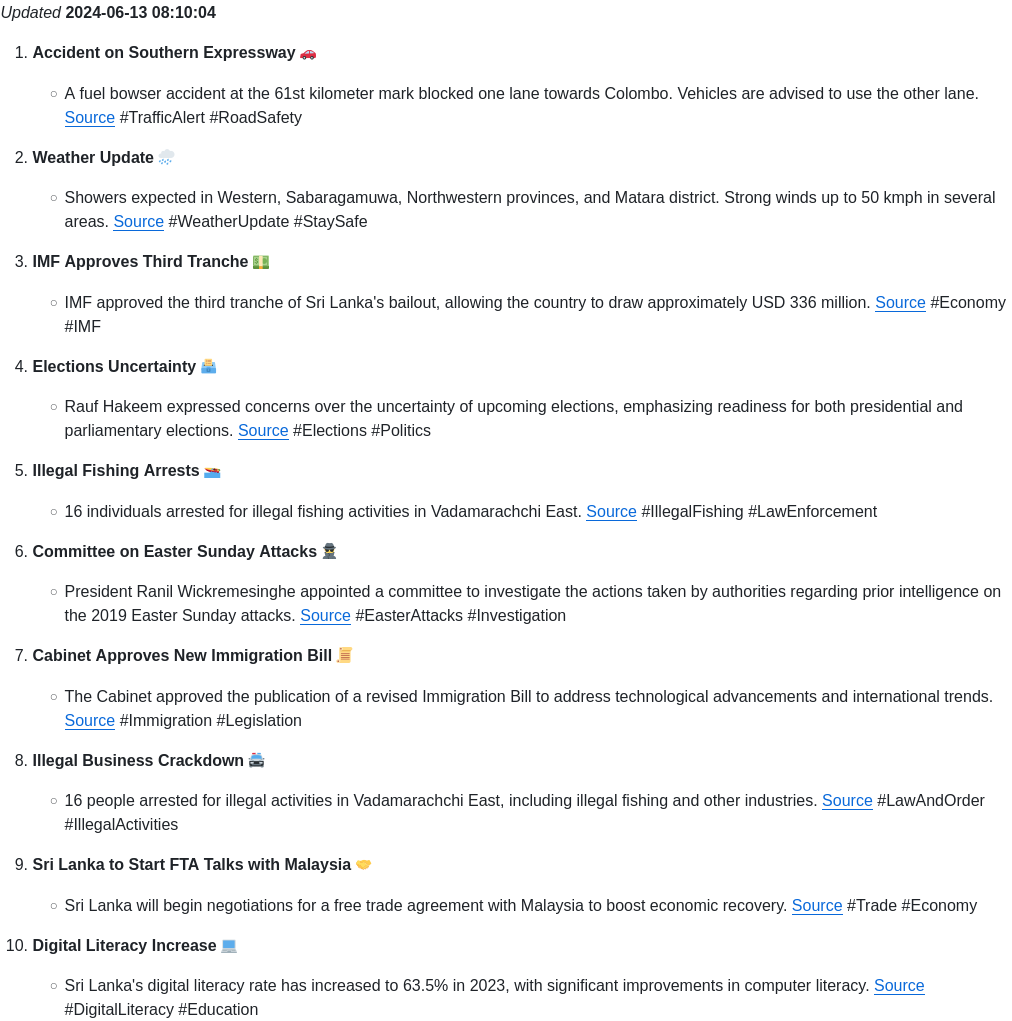 Updated 2024-06-13 08:10:04
1. Accident on Southern Expressway 🚗
○ A fuel bowser accident at the 61st kilometer mark blocked one lane towards Colombo. Vehicles are advised to use the other lane.
Source #TrafficAlert #RoadSafety
2. Weather Update 🌧️
○ Showers expected in Western, Sabaragamuwa, Northwestern provinces, and Matara district. Strong winds up to 50 kmph in several
areas. Source #WeatherUpdate #StaySafe
3. IMF Approves Third Tranche 💵
○ IMF approved the third tranche of Sri Lanka's bailout, allowing the country to draw approximately USD 336 million. Source #Economy
#IMF
4. Elections Uncertainty 🗳️
○ Rauf Hakeem expressed concerns over the uncertainty of upcoming elections, emphasizing readiness for both presidential and
parliamentary elections. Source #Elections #Politics
5. Illegal Fishing Arrests 🚤
○ 16 individuals arrested for illegal fishing activities in Vadamarachchi East. Source #IllegalFishing #LawEnforcement
6. Committee on Easter Sunday Attacks 🕵️
○ President Ranil Wickremesinghe appointed a committee to investigate the actions taken by authorities regarding prior intelligence on
the 2019 Easter Sunday attacks. Source #EasterAttacks #Investigation
7. Cabinet Approves New Immigration Bill 📜
○ The Cabinet approved the publication of a revised Immigration Bill to address technological advancements and international trends.
Source #Immigration #Legislation
8. Illegal Business Crackdown 🚔
○ 16 people arrested for illegal activities in Vadamarachchi East, including illegal fishing and other industries. Source #LawAndOrder
#IllegalActivities
9. Sri Lanka to Start FTA Talks with Malaysia 🤝
○ Sri Lanka will begin negotiations for a free trade agreement with Malaysia to boost economic recovery. Source #Trade #Economy
10. Digital Literacy Increase 💻
○ Sri Lanka's digital literacy rate has increased to 63.5% in 2023, with significant improvements in computer literacy. Source
#DigitalLiteracy #Education